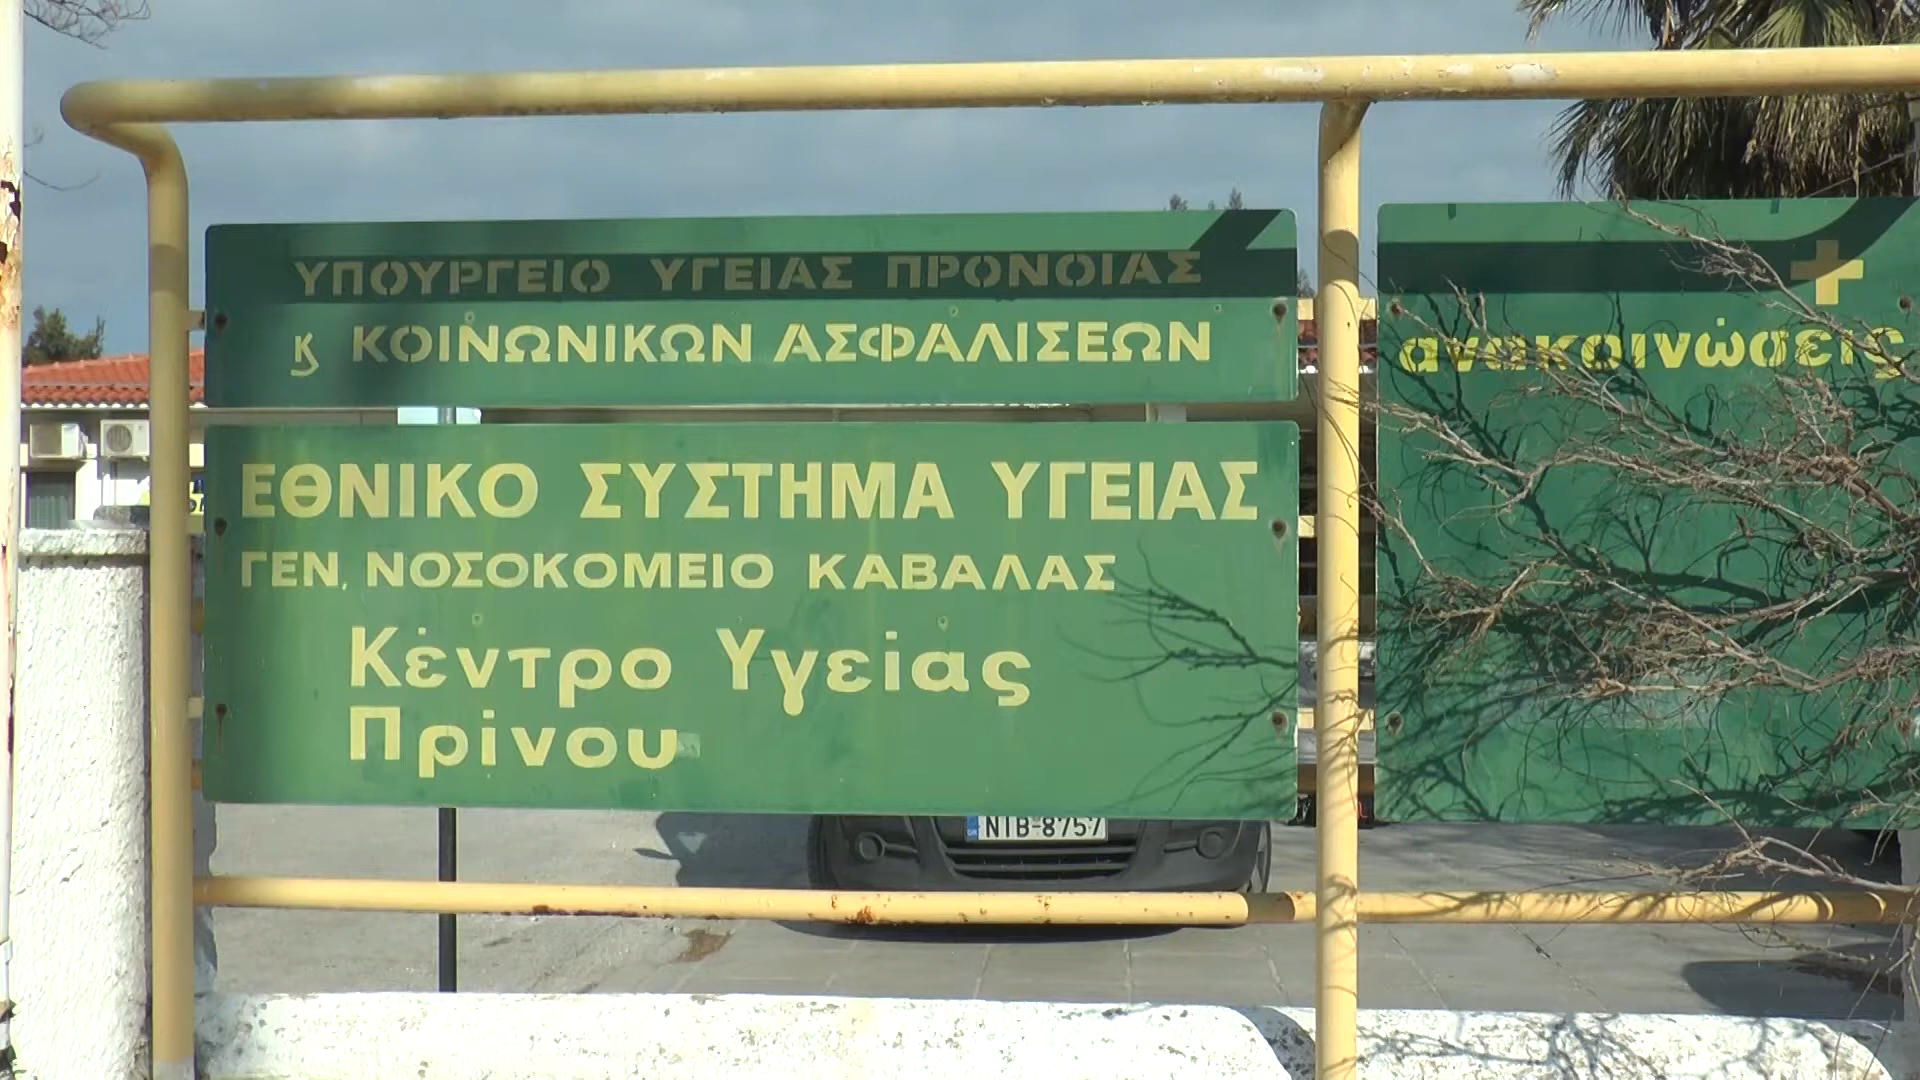 ΥΠΟΥΡΓΕΙΟ ΥΓΕΙΑΣ ΠΡΟΝΟΙΑΣ
ϗ ΚΟΙΝΩΝΙΚΩΝ ΑΣΦΑΛΙΣΕΩΝ
ΕΘΝΙΚΟ ΣΥΣΤΗΜΑ ΥΓΕΙΑΣ
ΓΕΝ. ΝΟΣΟΚΟΜΕΙΟ ΚΑΒΑΛΑΣ
Κέντρο Υγείας
Πρίνου
ανακοινώσεις
NIB-8757